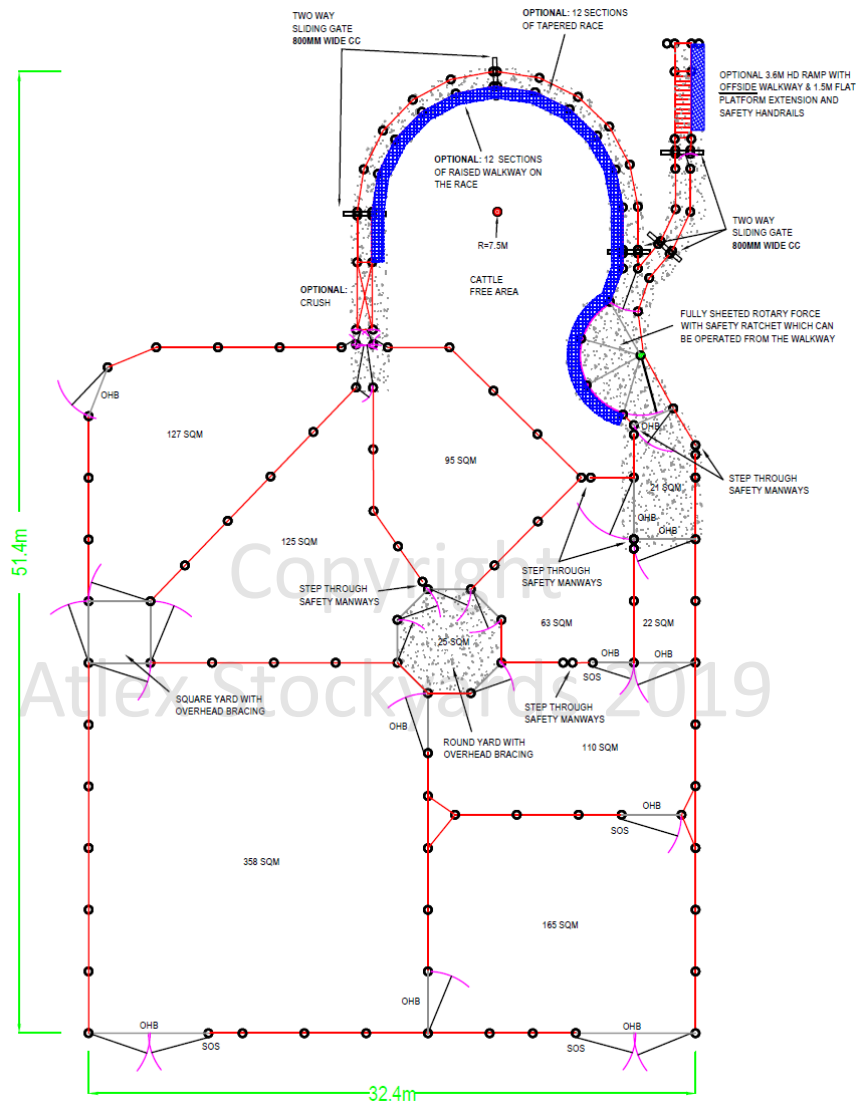 TWO WAY
SLIDING GATE
800MM WIDE CC
OPTIONAL: 12 SECTIONS
OF TAPERED RACE
OPTIONAL 3.6M HD RAMP WITH
OFFSIDE WALKWAY & 1.5M FLAT
PLATFORM EXTENSION AND
SAFETY HANDRAILS
OPTIONAL: 12 SECTIONS
OF RAISED WALKWAY ON
THE RACE
TWO WAY
SLIDING GATE
800MM WIDE CC
R=7.5M
CATTLE
FREE AREA
OPTIONAL:
CRUSH
FULLY SHEETED ROTARY FORCE
WITH SAFETY RATCHET WHICH CAN
BE OPERATED FROM THE WALKWAY
OHB
127 SQM
OHB
95 SQM
STEP THROUGH
SAFETY MANWAYS
21 SQM
OHB
OHB
125 SQM
51.4m
Copyright
STEP THROUGH
SAFETY MANWAYS
STEP THROUGH
SAFETY MANWAYS
63 SQM
22 SQM
25 SQM
OHB
OHB
SOS
Atlex Stockyards 2019
SQUARE YARD WITH
OVERHEAD BRACING
STEP THROUGH
SAFETY MANWAYS
OHB
ROUND YARD WITH
OVERHEAD BRACING
110 SQM
OHB
SOS
358 SQM
165 SQM
OHB
OHB
SOS
OHB
SOS
32.4m